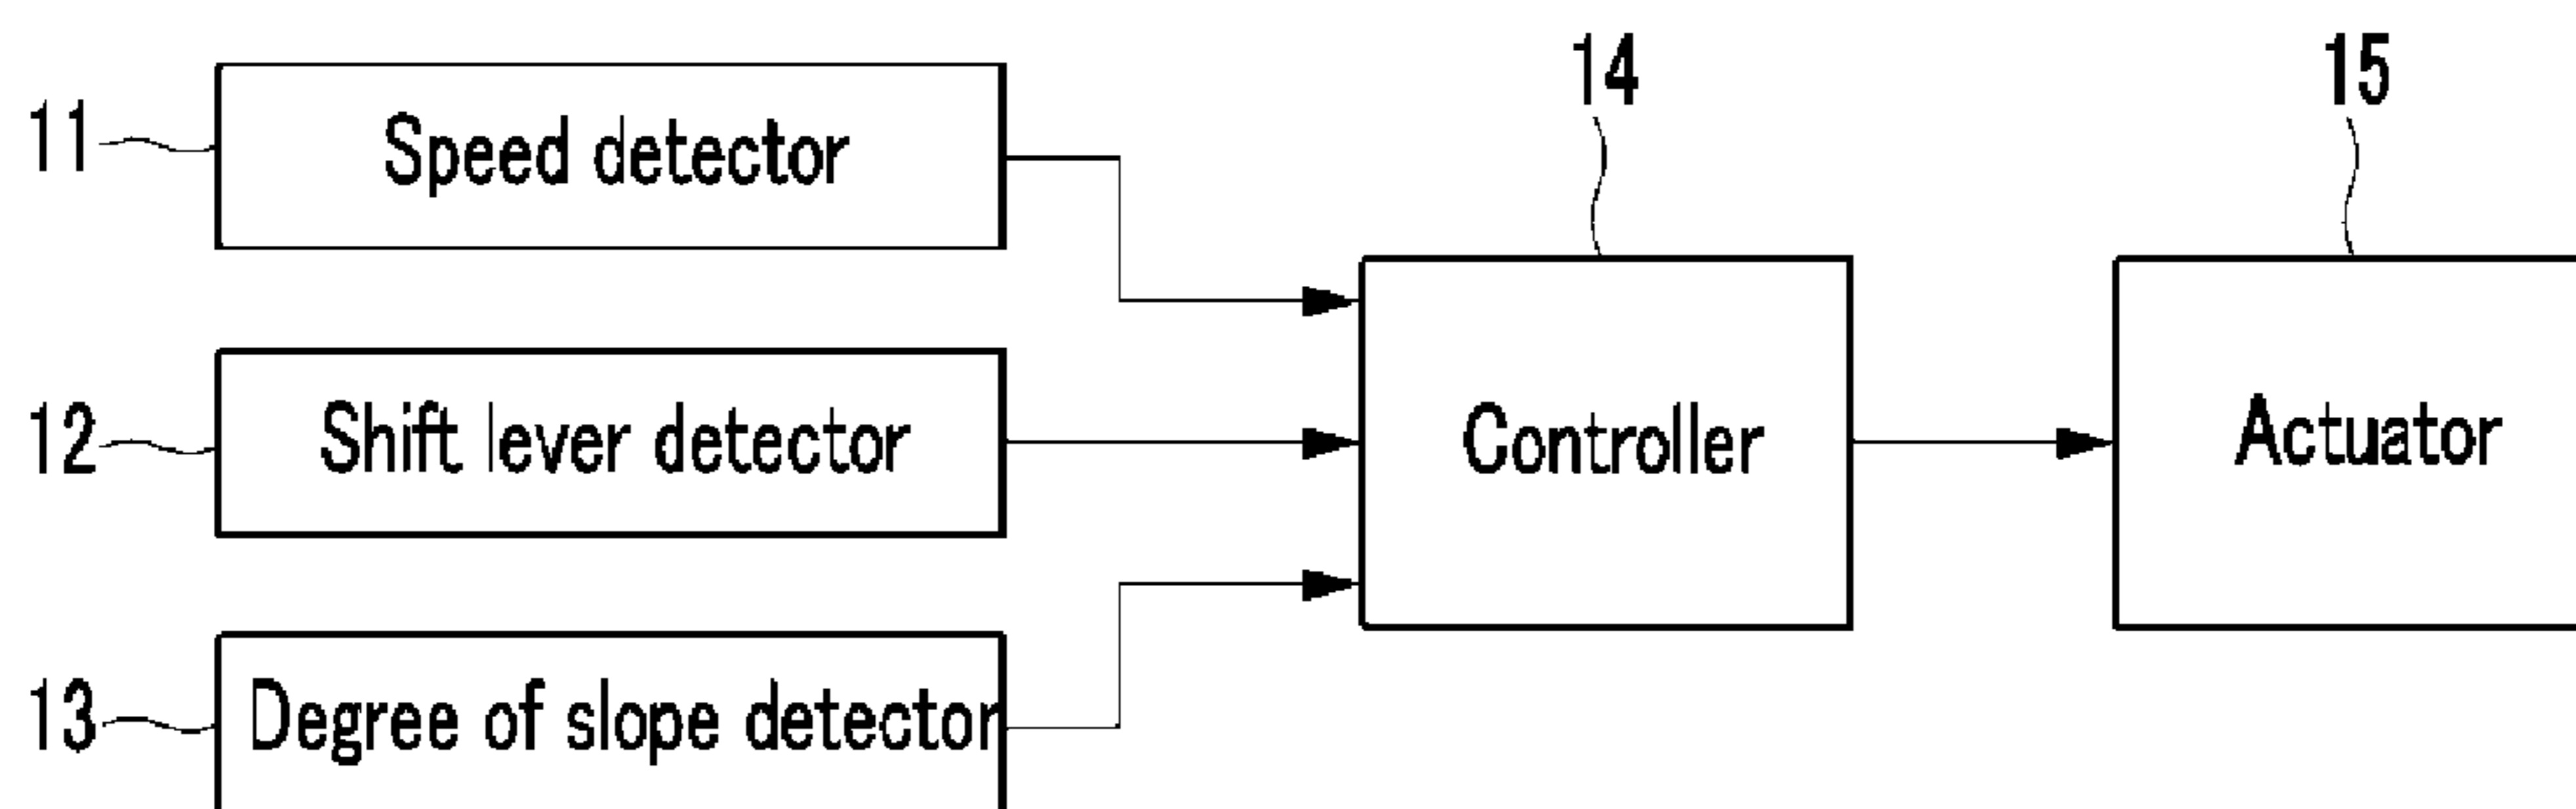 14
15
11
Speed detector
12
Shift lever detector
Controller
Actuator
13
Degree of slope detector